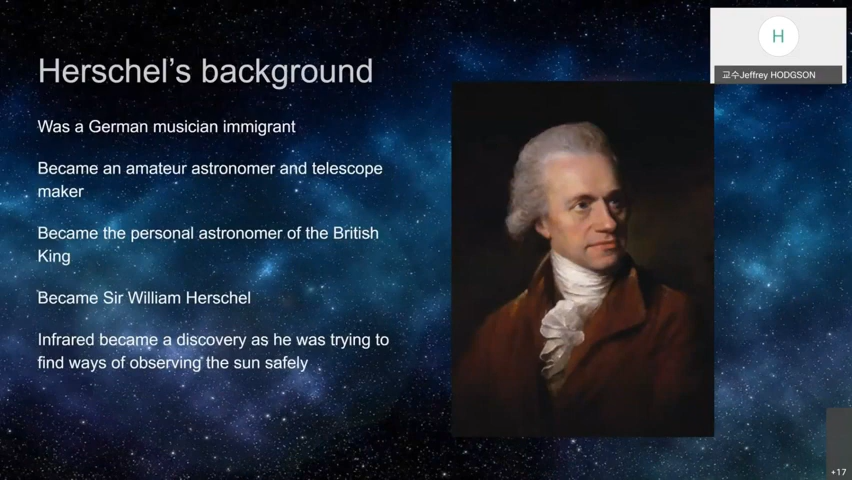 Herschel’s background
Was a German musician immigrant
Became an amateur astronomer and telescope
maker
Became the personal astronomer of the British
King
Became Sir William Herschel
Infrared became a discovery as he was trying to
find ways of observing the sun safely
H
교수Jeffrey HODGSON
+17